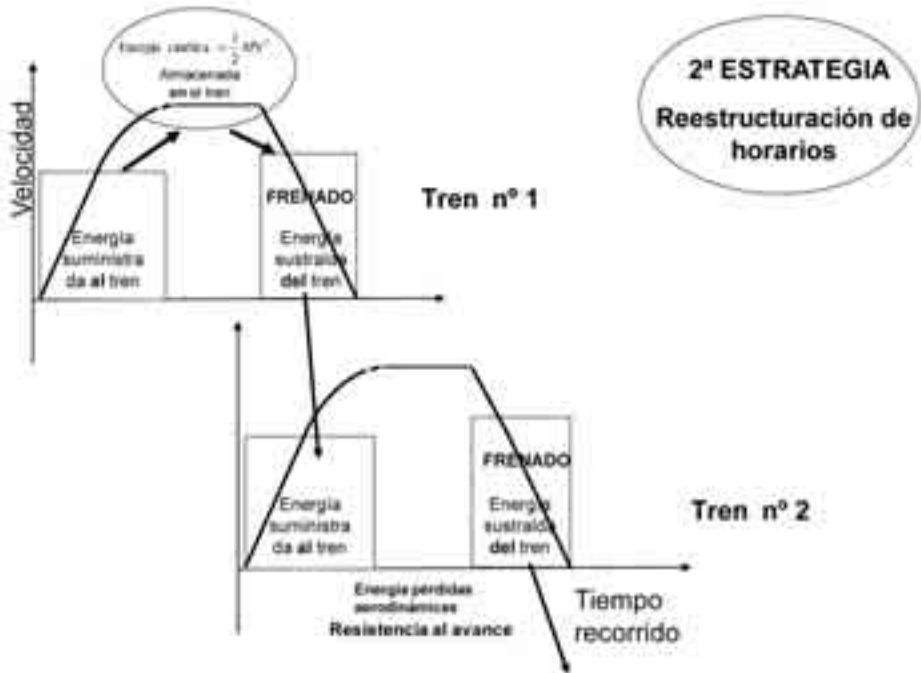 Energía cinética = 1/2 MV²
Almacenada
en el tren
2ª ESTRATEGIA
Reestructuración de
horarios
Velocidad
FRENADO
Tren nº 1
Energía
suministra
da al tren
Energía
sustraída
del tren
FRENADO
Energía
suministra
da al tren
Energía
sustraída
del tren
Tren nº 2
Energía pérdidas
aerodinámicas
Resistencia al avance
Tiempo
recorrido